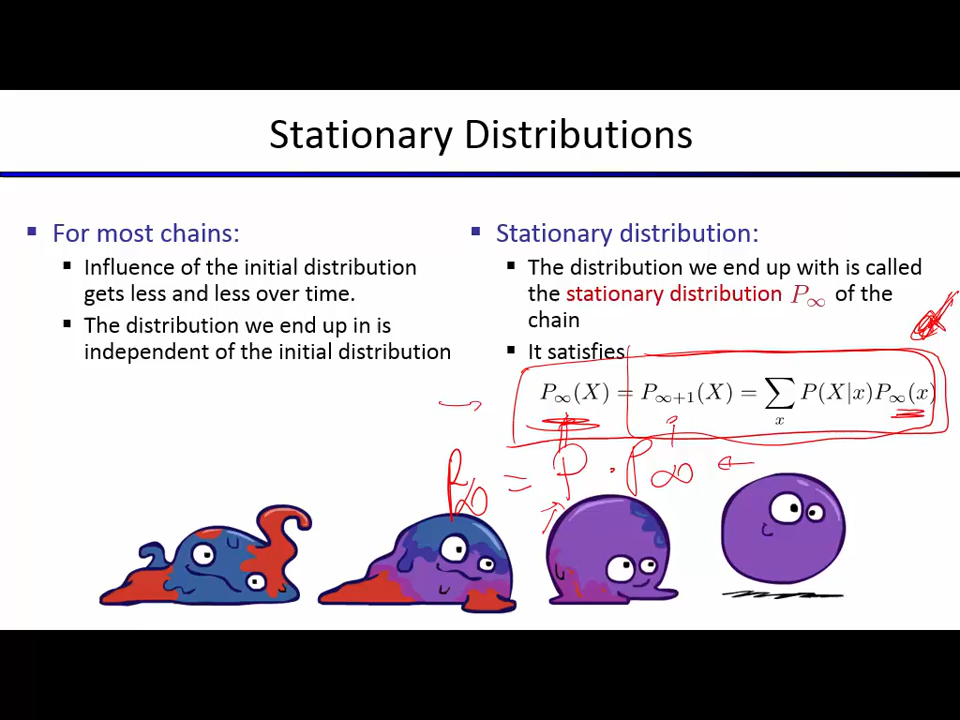 Stationary Distributions
▪ For most chains:
▪ Influence of the initial distribution
gets less and less over time.
▪ The distribution we end up in is
independent of the initial distribution
▪ Stationary distribution:
▪ The distribution we end up with is called
the stationary distribution P∞ of the
chain
▪ It satisfies
P∞(X) = P∞+1(X) = ∑x P(X|x)P∞(x)
P∞ = P · P∞